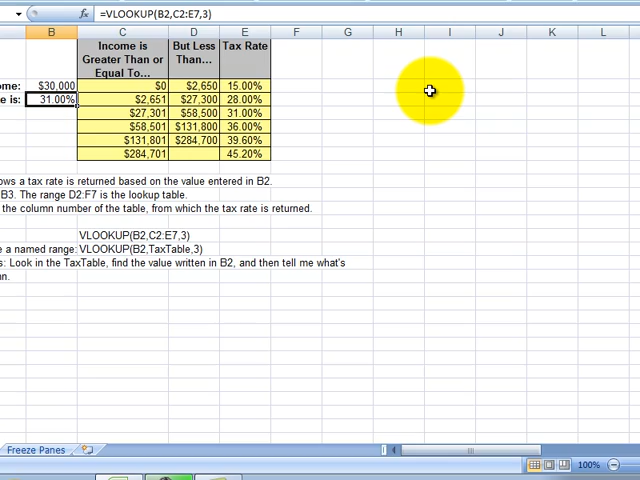 fx =VLOOKUP(B2,C2:E7,3)
B C D E F G H I J K L
Income is Greater Than or Equal To... But Less Than... Tax Rate
ome: $30,000 $0 $2,650 15.00%
e is: 31.00% $2,651 $27,300 28.00%
$27,301 $58,500 31.00%
$58,501 $131,800 36.00%
$131,801 $284,700 39.60%
$284,701 45.20%
ows a tax rate is returned based on the value entered in B2.
B3. The range D2:F7 is the lookup table.
the column number of the table, from which the tax rate is returned.
VLOOKUP(B2,C2:E7,3)
e a named range: VLOOKUP(B2,TaxTable,3)
s: Look in the TaxTable, find the value written in B2, and then tell me what's
mn.
Freeze Panes
100%